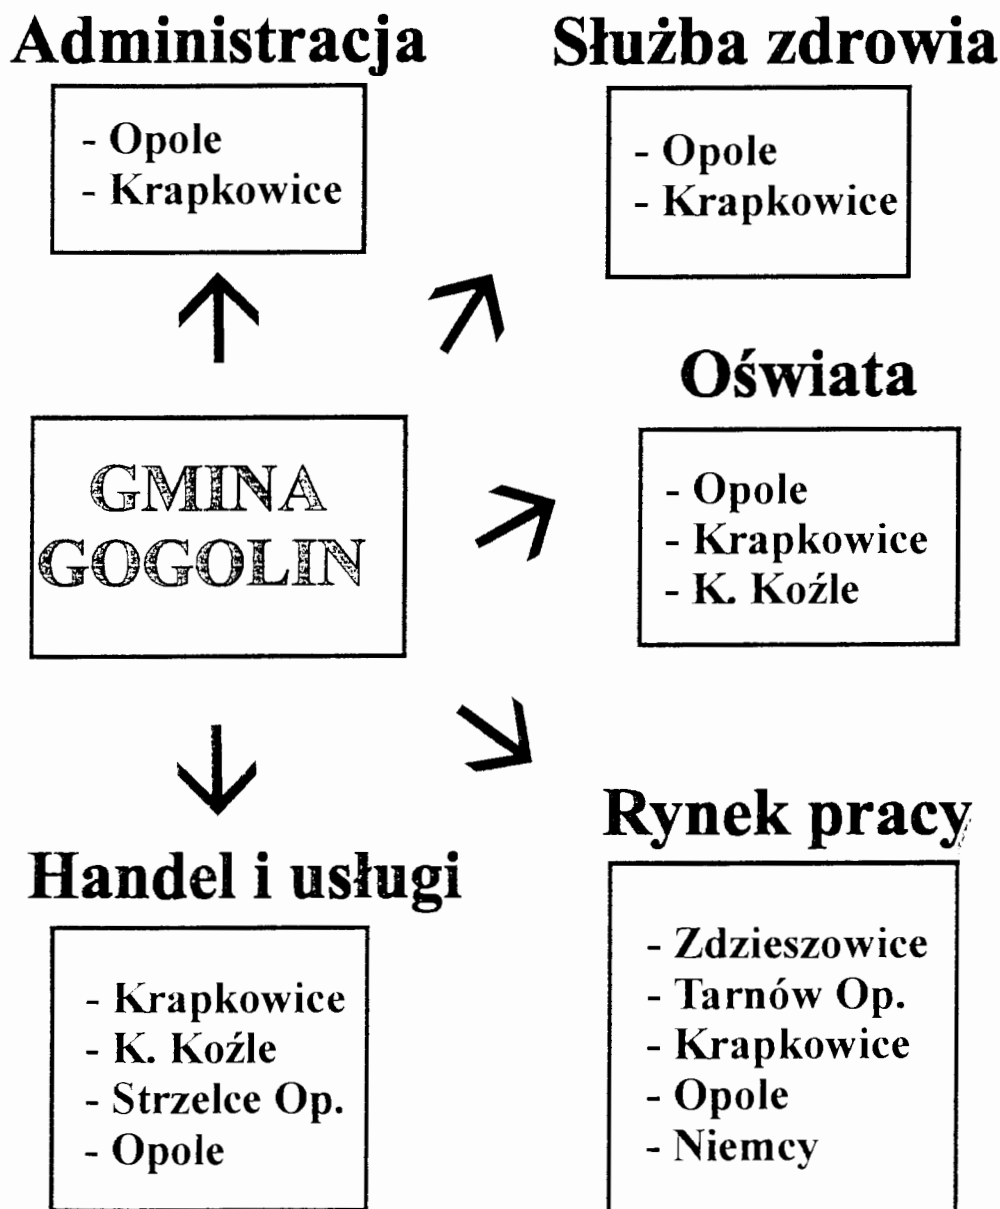 Administracja
- Opole
- Krapkowice
Służba zdrowia
- Opole
- Krapkowice
Oświata
- Opole
- Krapkowice
- K. Koźle
GMINA
GOGOLIN
Rynek pracy
- Zdzieszowice
- Tarnów Op.
- Krapkowice
- Opole
- Niemcy
Handel i usługi
- Krapkowice
- K. Koźle
- Strzelce Op.
- Opole